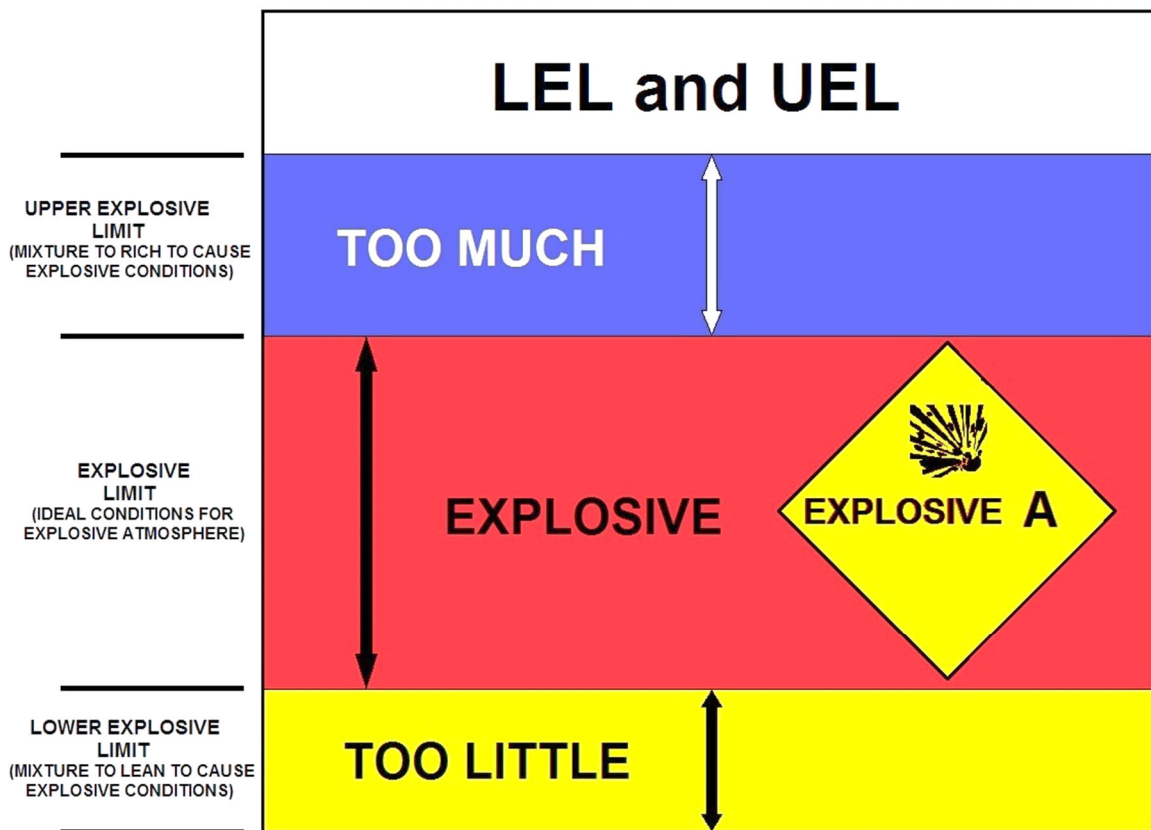 LEL and UEL
UPPER EXPLOSIVE
LIMIT
(MIXTURE TO RICH TO CAUSE
EXPLOSIVE CONDITIONS)
TOO MUCH
EXPLOSIVE
LIMIT
(IDEAL CONDITIONS FOR
EXPLOSIVE ATMOSPHERE)
EXPLOSIVE
EXPLOSIVE A
LOWER EXPLOSIVE
LIMIT
(MIXTURE TO LEAN TO CAUSE
EXPLOSIVE CONDITIONS)
TOO LITTLE